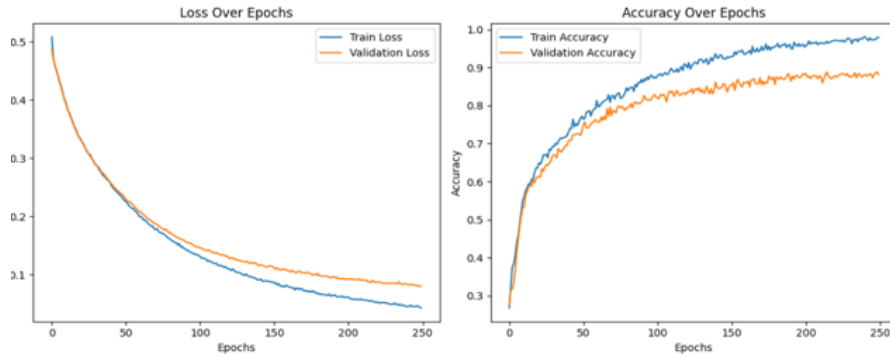 Loss Over Epochs
Train Loss
Validation Loss
0.5
0.4
0.3
0.2
0.1
0 50 100 150 200 250
Epochs
Accuracy Over Epochs
Train Accuracy
Validation Accuracy
1.0
0.9
0.8
0.7
0.6
0.5
0.4
0.3
Accuracy
0 50 100 150 200 250
Epochs